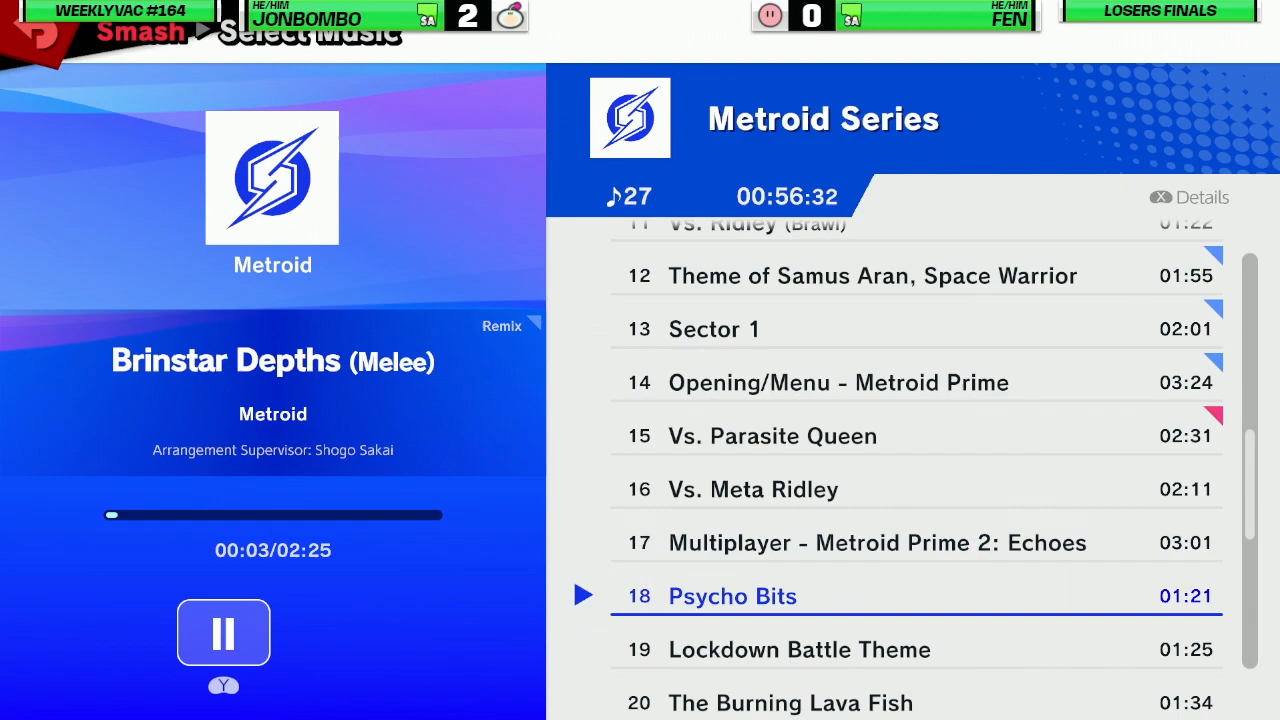 WEEKLYVAC #164
HE/HIM
JONBOMBO
SA
2
0
SA
HE/HIM
FEN
LOSERS FINALS
Smash
Select Music
Metroid
Remix
Brinstar Depths (Melee)
Metroid
Arrangement Supervisor: Shogo Sakai
00:03/02:25
Y
Metroid Series
♪27 00:56:32
X Details
11 Vs. Ridley (Brawl) 01:22
12 Theme of Samus Aran, Space Warrior 01:55
13 Sector 1 02:01
14 Opening/Menu - Metroid Prime 03:24
15 Vs. Parasite Queen 02:31
16 Vs. Meta Ridley 02:11
17 Multiplayer - Metroid Prime 2: Echoes 03:01
18 Psycho Bits 01:21
19 Lockdown Battle Theme 01:25
20 The Burning Lava Fish 01:34